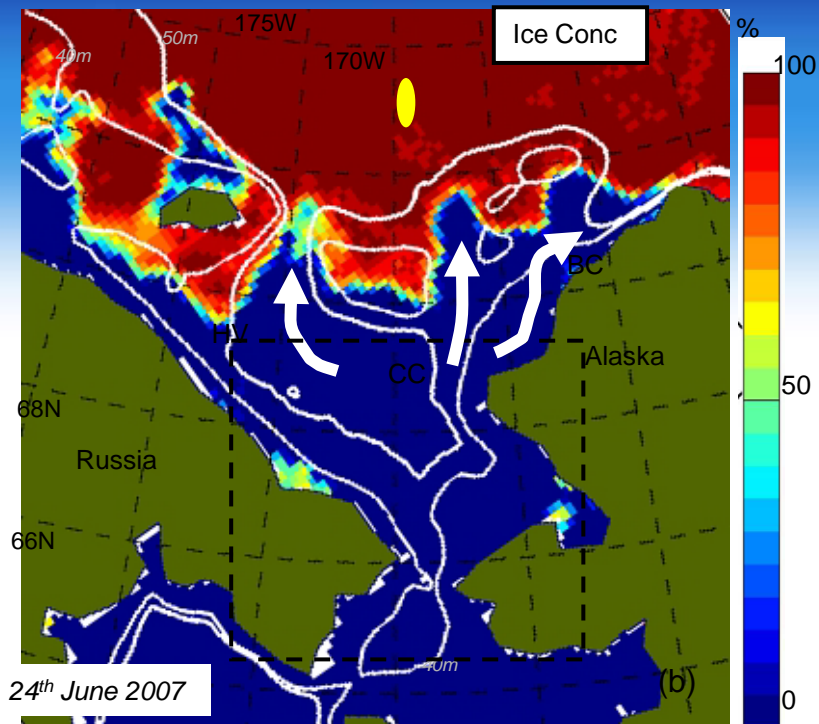 175W
Ice Conc
%
50m
40m
170W
100
BC
HV
Alaska
CC
50
68N
Russia
66N
40m
24th June 2007
(b)
0